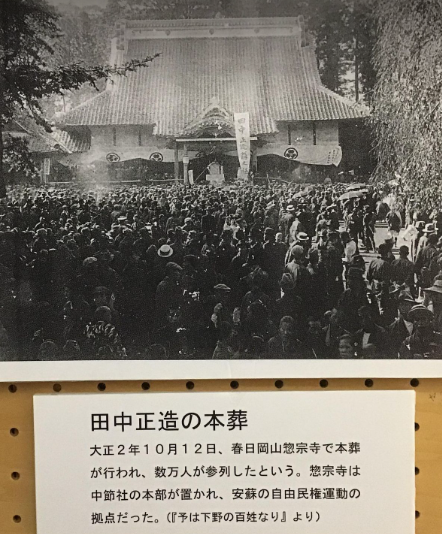 田中正造の本葬
大正2年10月12日、春日岡山惣宗寺で本葬
が行われ、数万人が参列したという。惣宗寺は
中節社の本部が置かれ、安蘇の自由民権運動の
拠点だった。(『予は下野の百姓なり』より)